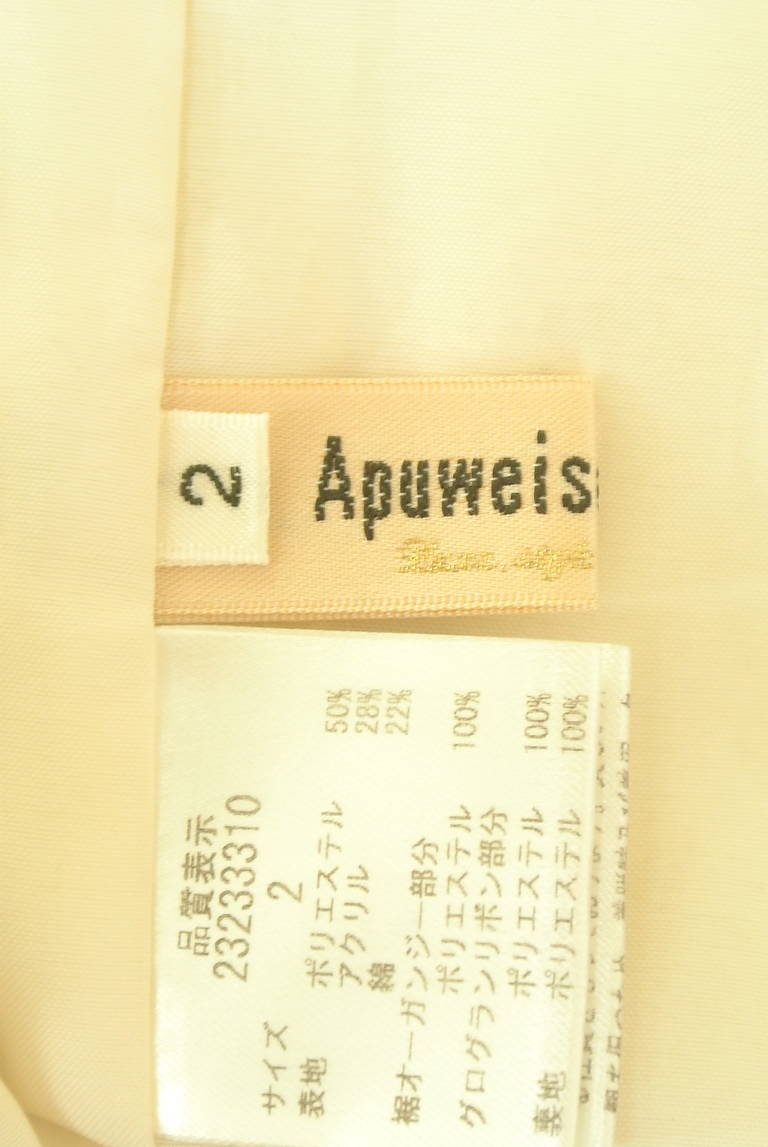 2
Apuweis
品質表示
23233310
サイズ 2
表地 ポリエステル 50%
アクリル 28%
綿 22%
裾オーガンジー部分
ポリエステル 100%
グログランリボン部分
ポリエステル 100%
裏地 ポリエステル 100%